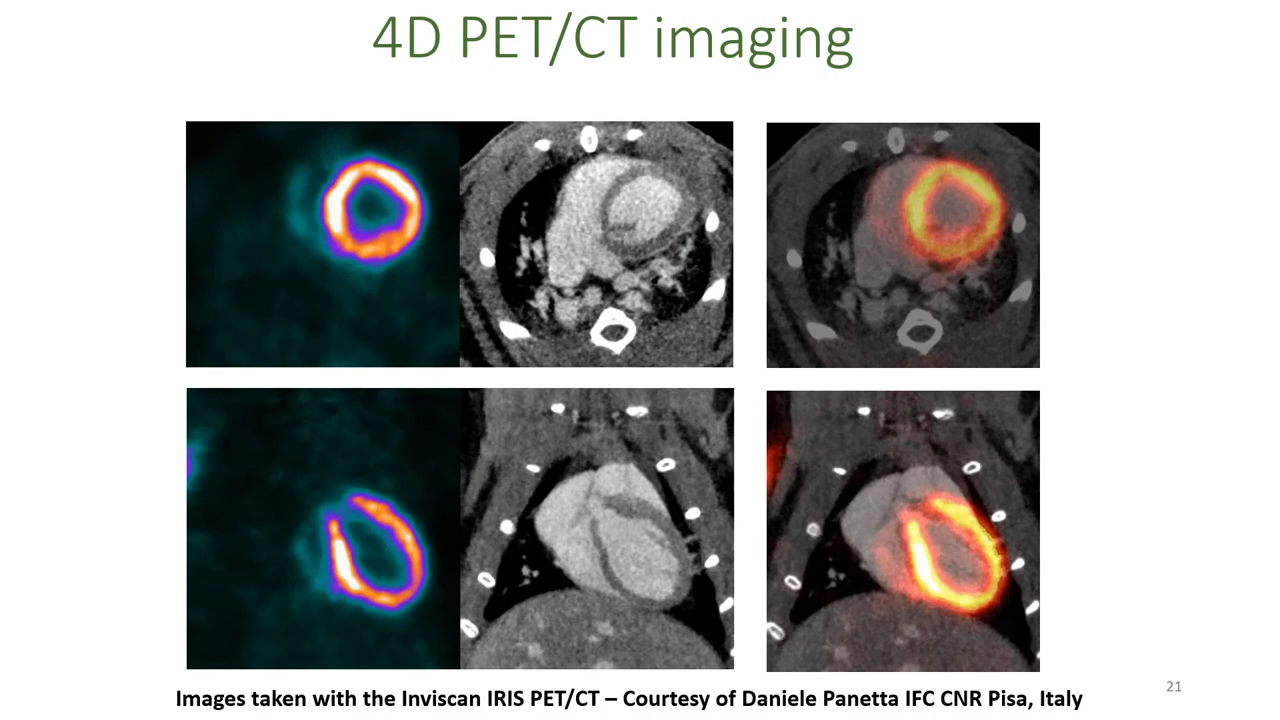 4D PET/CT imaging
Images taken with the Inviscan IRIS PET/CT – Courtesy of Daniele Panetta IFC CNR Pisa, Italy
21